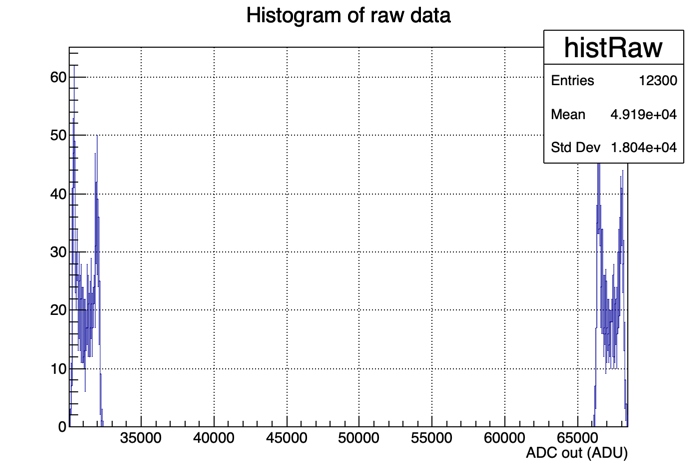 Histogram of raw data
histRaw
Entries 12300
Mean 4.919e+04
Std Dev 1.804e+04
60
50
40
30
20
10
0
35000 40000 45000 50000 55000 60000 65000
ADC out (ADU)